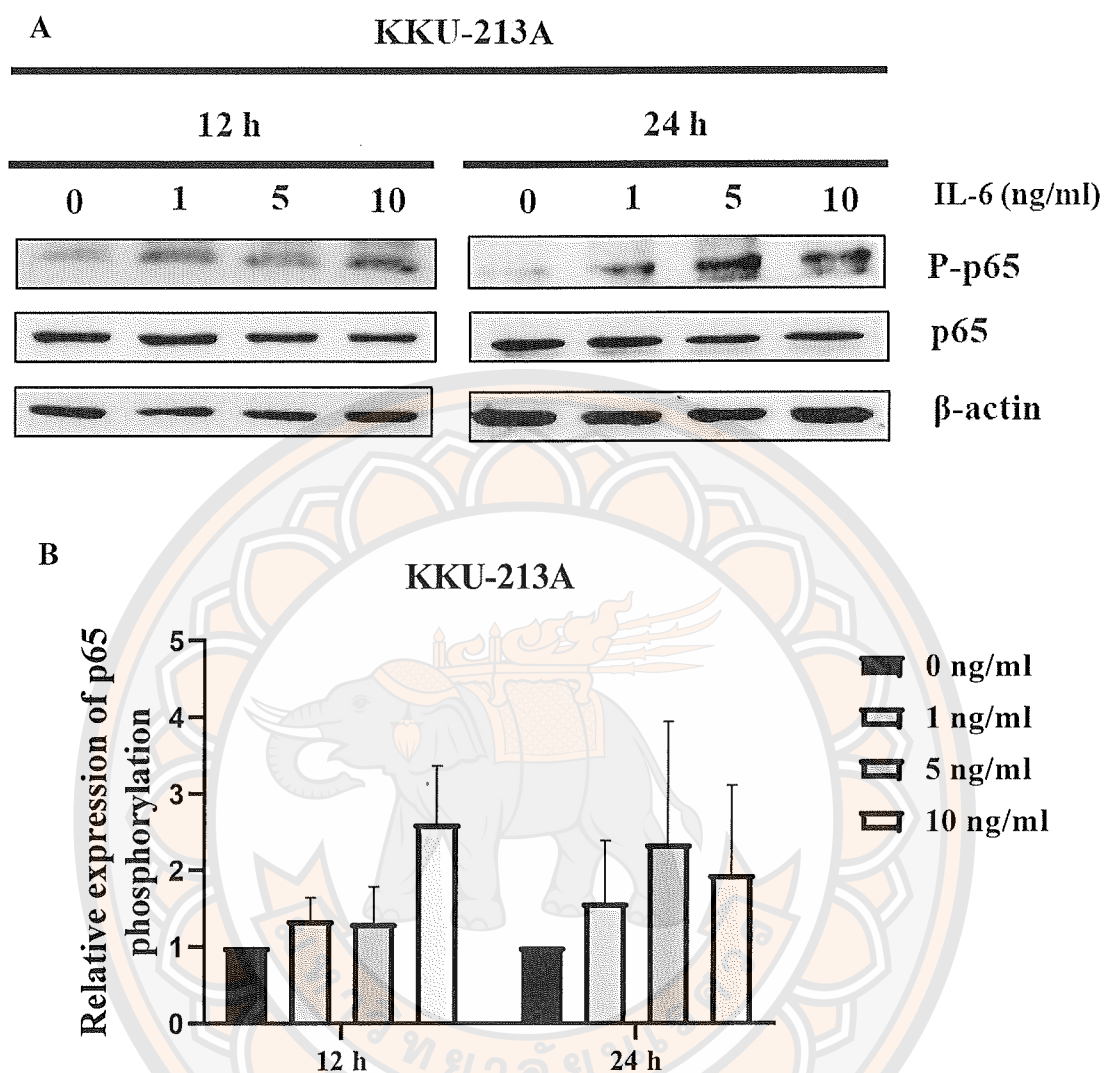 A
KKU-213A
12 h 24 h
0 1 5 10 0 1 5 10 IL-6 (ng/ml)
P-p65
p65
β-actin
B
KKU-213A
Relative expression of p65
phosphorylation
5
4
3
2
1
0
12 h 24 h
0 ng/ml
1 ng/ml
5 ng/ml
10 ng/ml